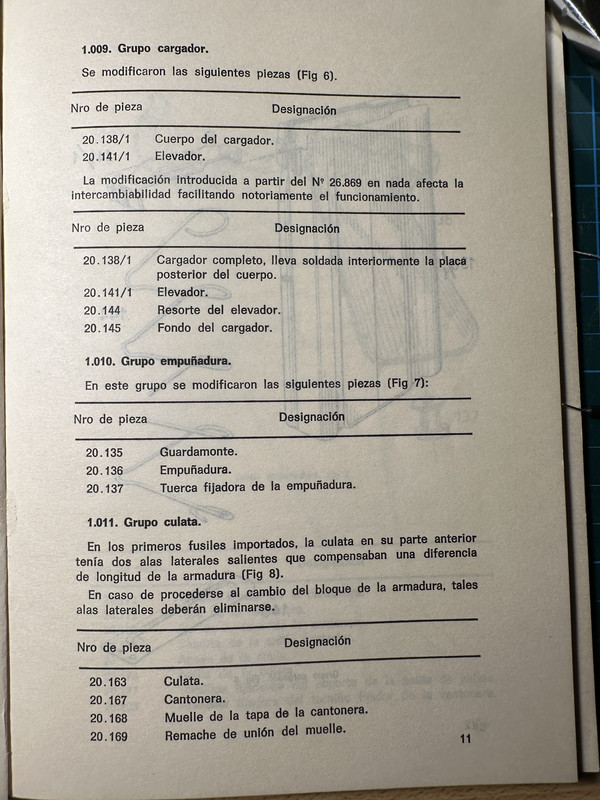 1.009. Grupo cargador.
Se modificaron las siguientes piezas (Fig 6).
Nro de pieza Designación
20.138/1 Cuerpo del cargador.
20.141/1 Elevador.
La modificación introducida a partir del Nº 26.869 en nada afecta la
intercambiabilidad facilitando notoriamente el funcionamiento.
Nro de pieza Designación
20.138/1 Cargador completo, lleva soldada interiormente la placa
posterior del cuerpo.
20.141/1 Elevador.
20.144 Resorte del elevador.
20.145 Fondo del cargador.
1.010. Grupo empuñadura.
En este grupo se modificaron las siguientes piezas (Fig 7):
Nro de pieza Designación
20.135 Guardamonte.
20.136 Empuñadura.
20.137 Tuerca fijadora de la empuñadura.
1.011. Grupo culata.
En los primeros fusiles importados, la culata en su parte anterior
tenía dos alas laterales salientes que compensaban una diferencia
de longitud de la armadura (Fig 8).
En caso de procederse al cambio del bloque de la armadura, tales
alas laterales deberán eliminarse.
Nro de pieza Designación
20.163 Culata.
20.167 Cantonera.
20.168 Muelle de la tapa de la cantonera.
20.169 Remache de unión del muelle.
11